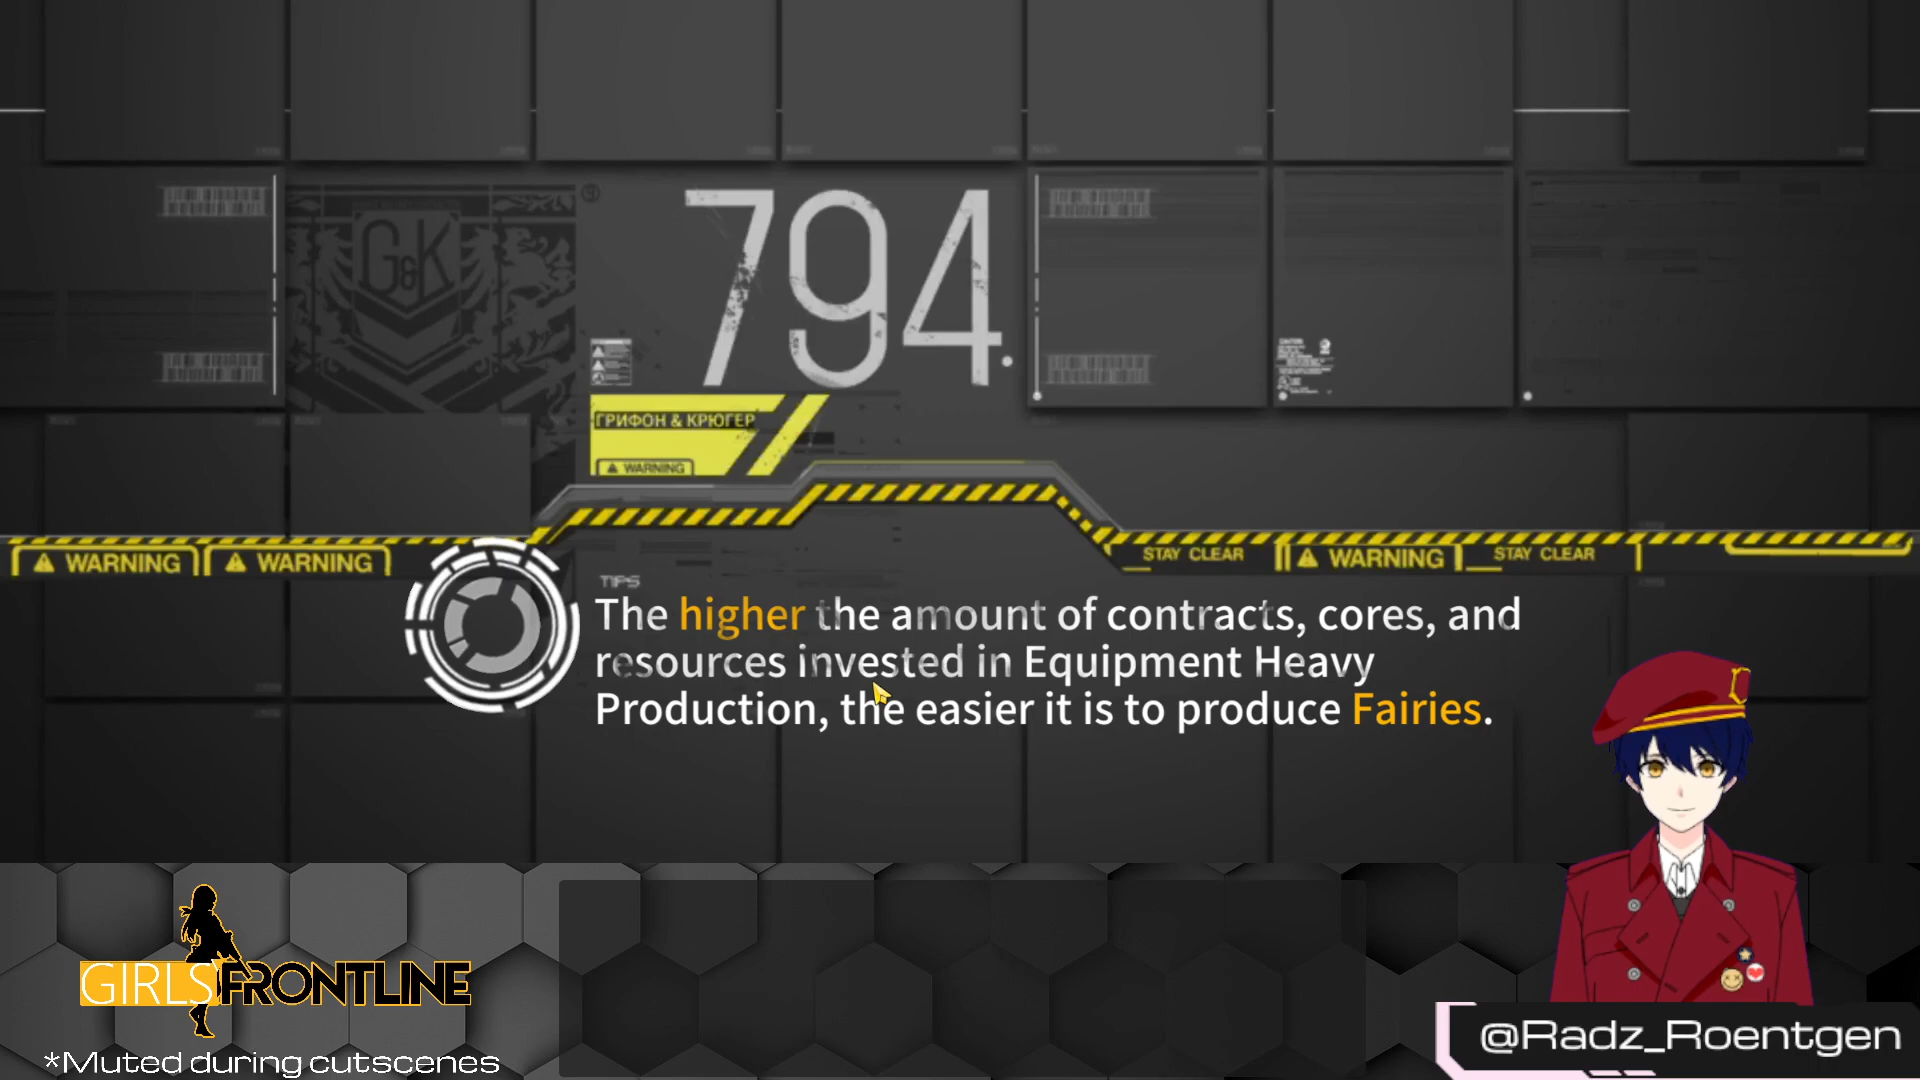 G&K
794.
ГРИФОН & КРЮГЕР
WARNING
WARNING
WARNING
STAY CLEAR
WARNING
STAY CLEAR
TIPS
The higher the amount of contracts, cores, and
resources invested in Equipment Heavy
Production, the easier it is to produce Fairies.
GIRLS FRONTLINE
*Muted during cutscenes
@Radz_Roentgen